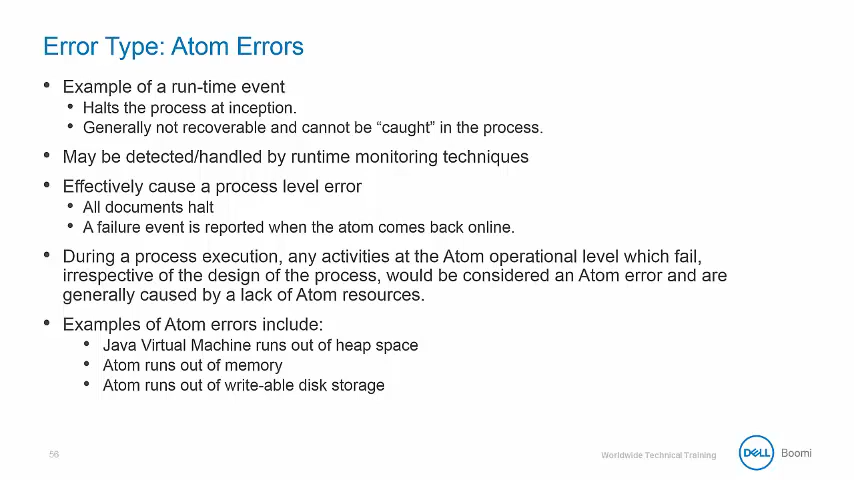 Error Type: Atom Errors
• Example of a run-time event
• Halts the process at inception.
• Generally not recoverable and cannot be “caught” in the process.
• May be detected/handled by runtime monitoring techniques
• Effectively cause a process level error
• All documents halt
• A failure event is reported when the atom comes back online.
• During a process execution, any activities at the Atom operational level which fail,
irrespective of the design of the process, would be considered an Atom error and are
generally caused by a lack of Atom resources.
• Examples of Atom errors include:
• Java Virtual Machine runs out of heap space
• Atom runs out of memory
• Atom runs out of write-able disk storage
56
Worldwide Technical Training
DELL
Boomi